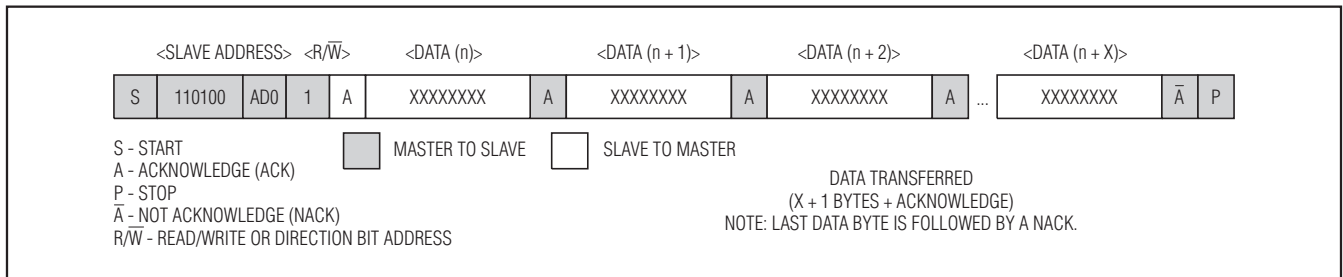 <SLAVE ADDRESS> <R/W̅> <DATA (n)> <DATA (n + 1)> <DATA (n + 2)> <DATA (n + X)>
S 110100 AD0 1 A XXXXXXXX A XXXXXXXX A XXXXXXXX A ... XXXXXXXX A̅ P
S - START
A - ACKNOWLEDGE (ACK)
P - STOP
A̅ - NOT ACKNOWLEDGE (NACK)
R/W̅ - READ/WRITE OR DIRECTION BIT ADDRESS
MASTER TO SLAVE
SLAVE TO MASTER
DATA TRANSFERRED
(X + 1 BYTES + ACKNOWLEDGE)
NOTE: LAST DATA BYTE IS FOLLOWED BY A NACK.